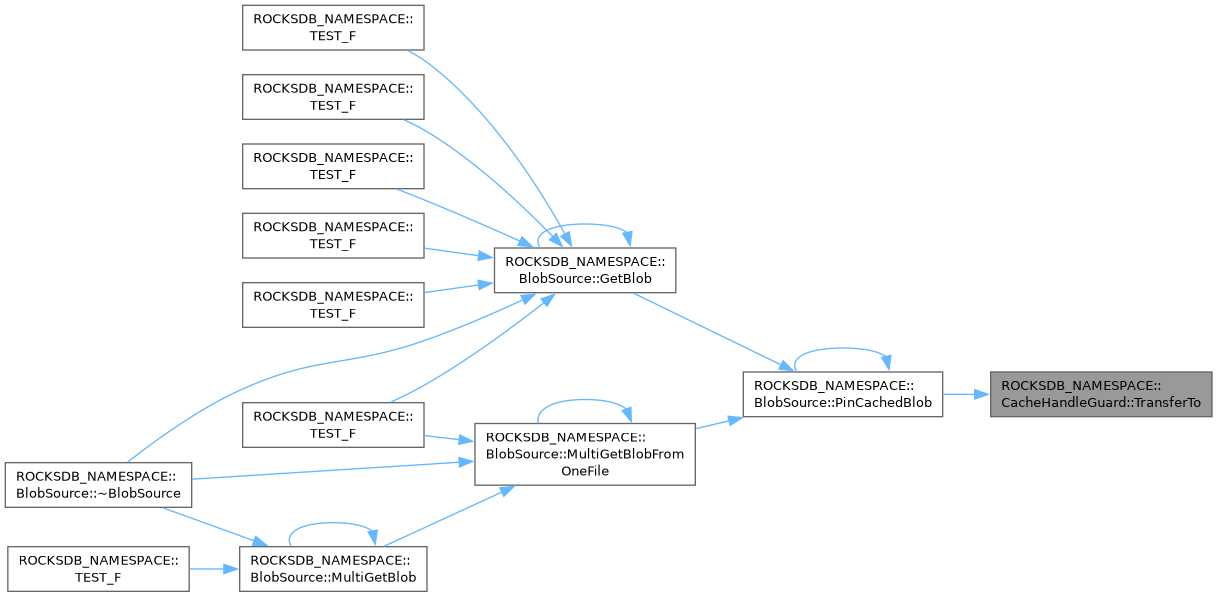 ROCKSDB_NAMESPACE::
TEST_F
ROCKSDB_NAMESPACE::
TEST_F
ROCKSDB_NAMESPACE::
TEST_F
ROCKSDB_NAMESPACE::
TEST_F
ROCKSDB_NAMESPACE::
BlobSource::GetBlob
ROCKSDB_NAMESPACE::
TEST_F
ROCKSDB_NAMESPACE::
BlobSource::PinCachedBlob
ROCKSDB_NAMESPACE::
CacheHandleGuard::TransferTo
ROCKSDB_NAMESPACE::
TEST_F
ROCKSDB_NAMESPACE::
BlobSource::MultiGetBlobFrom
OneFile
ROCKSDB_NAMESPACE::
BlobSource::~BlobSource
ROCKSDB_NAMESPACE::
TEST_F
ROCKSDB_NAMESPACE::
BlobSource::MultiGetBlob